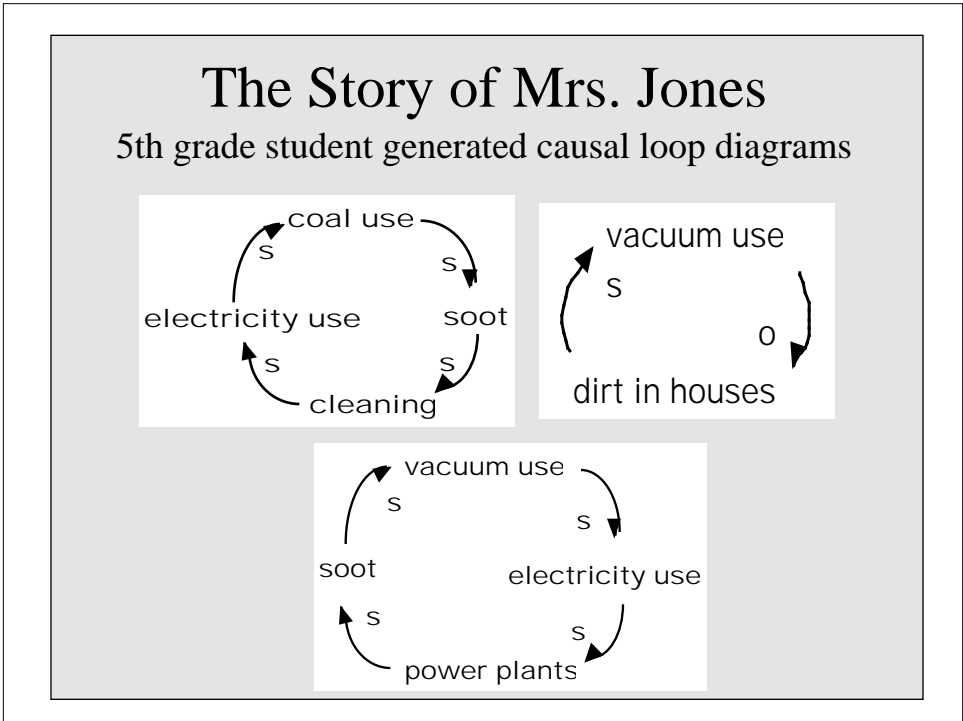 The Story of Mrs. Jones
5th grade student generated causal loop diagrams
coal use
s
s
electricity use
soot
s
s
cleaning
vacuum use
s
o
dirt in houses
vacuum use
s
s
soot
electricity use
s
s
power plants